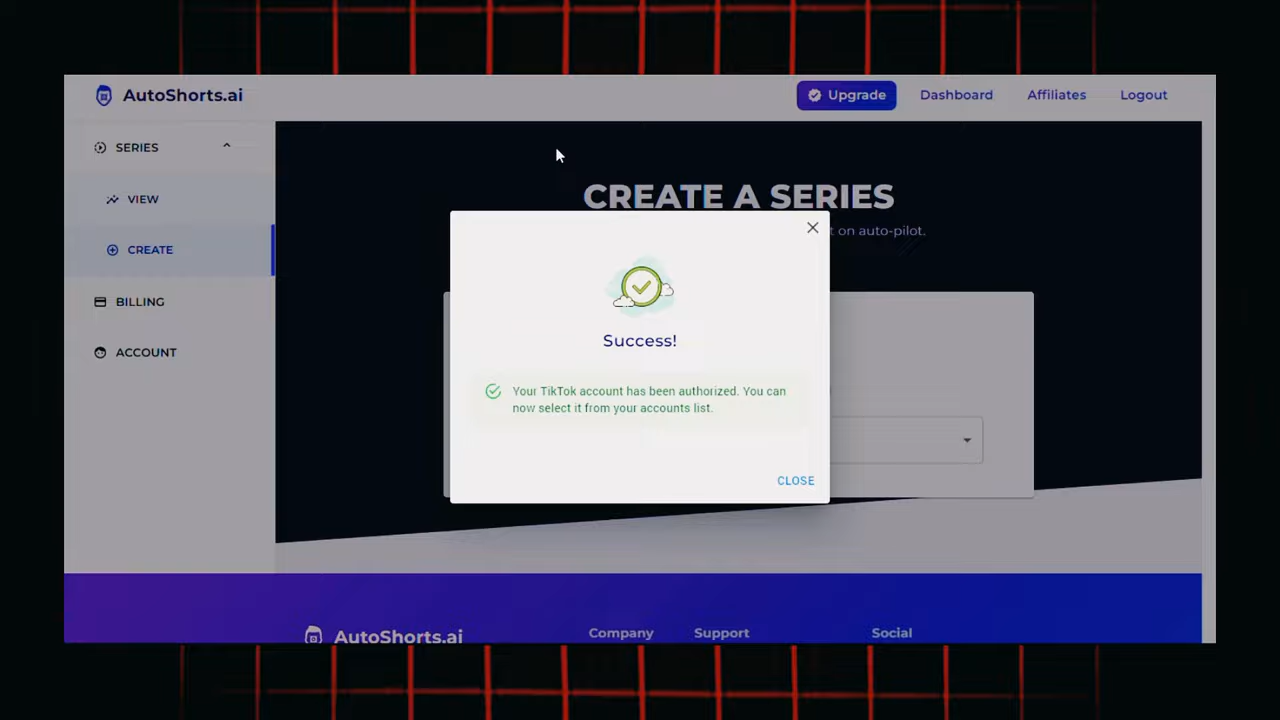 AutoShorts.ai
Upgrade
Dashboard
Affiliates
Logout
SERIES
VIEW
CREATE
BILLING
ACCOUNT
CREATE A SERIES
t on auto-pilot.
Success!
Your TikTok account has been authorized. You can
now select it from your accounts list.
CLOSE
AutoShorts.ai
Company
Support
Social